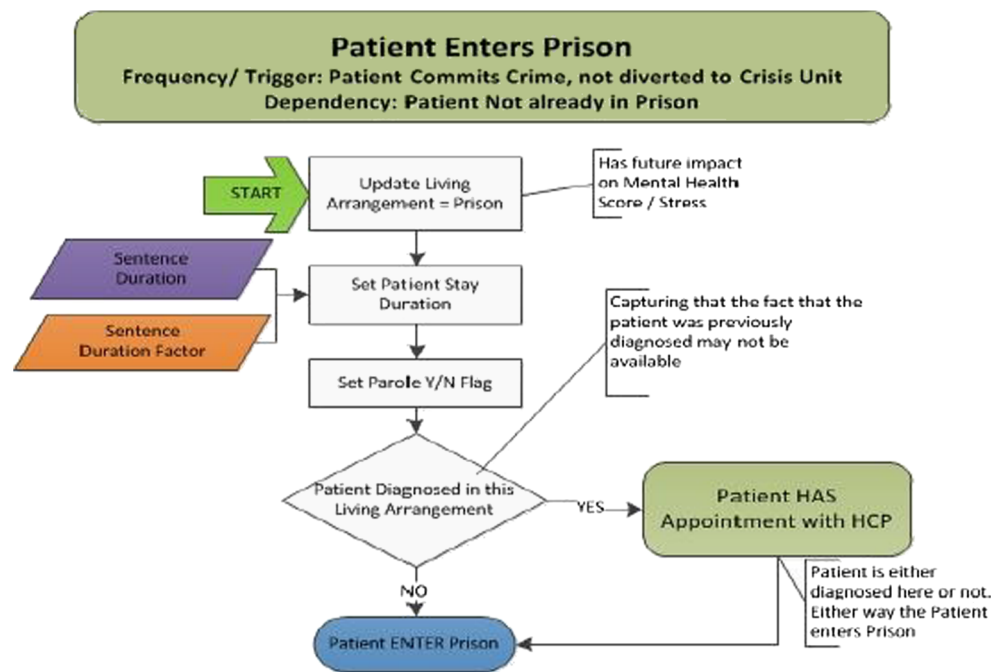 Patient Enters Prison
Frequency/ Trigger: Patient Commits Crime, not diverted to Crisis Unit
Dependency: Patient Not already in Prison
START
Update Living
Arrangement = Prison
Has future impact
on Mental Health
Score / Stress
Sentence
Duration
Set Patient Stay
Duration
Sentence
Duration Factor
Capturing that the fact that the
patient was previously
diagnosed may not be
available
Set Parole Y/N Flag
Patient Diagnosed in this
Living Arrangement
YES
Patient HAS
Appointment with HCP
NO
Patient is either
diagnosed here or not.
Either way the Patient
enters Prison
Patient ENTER Prison